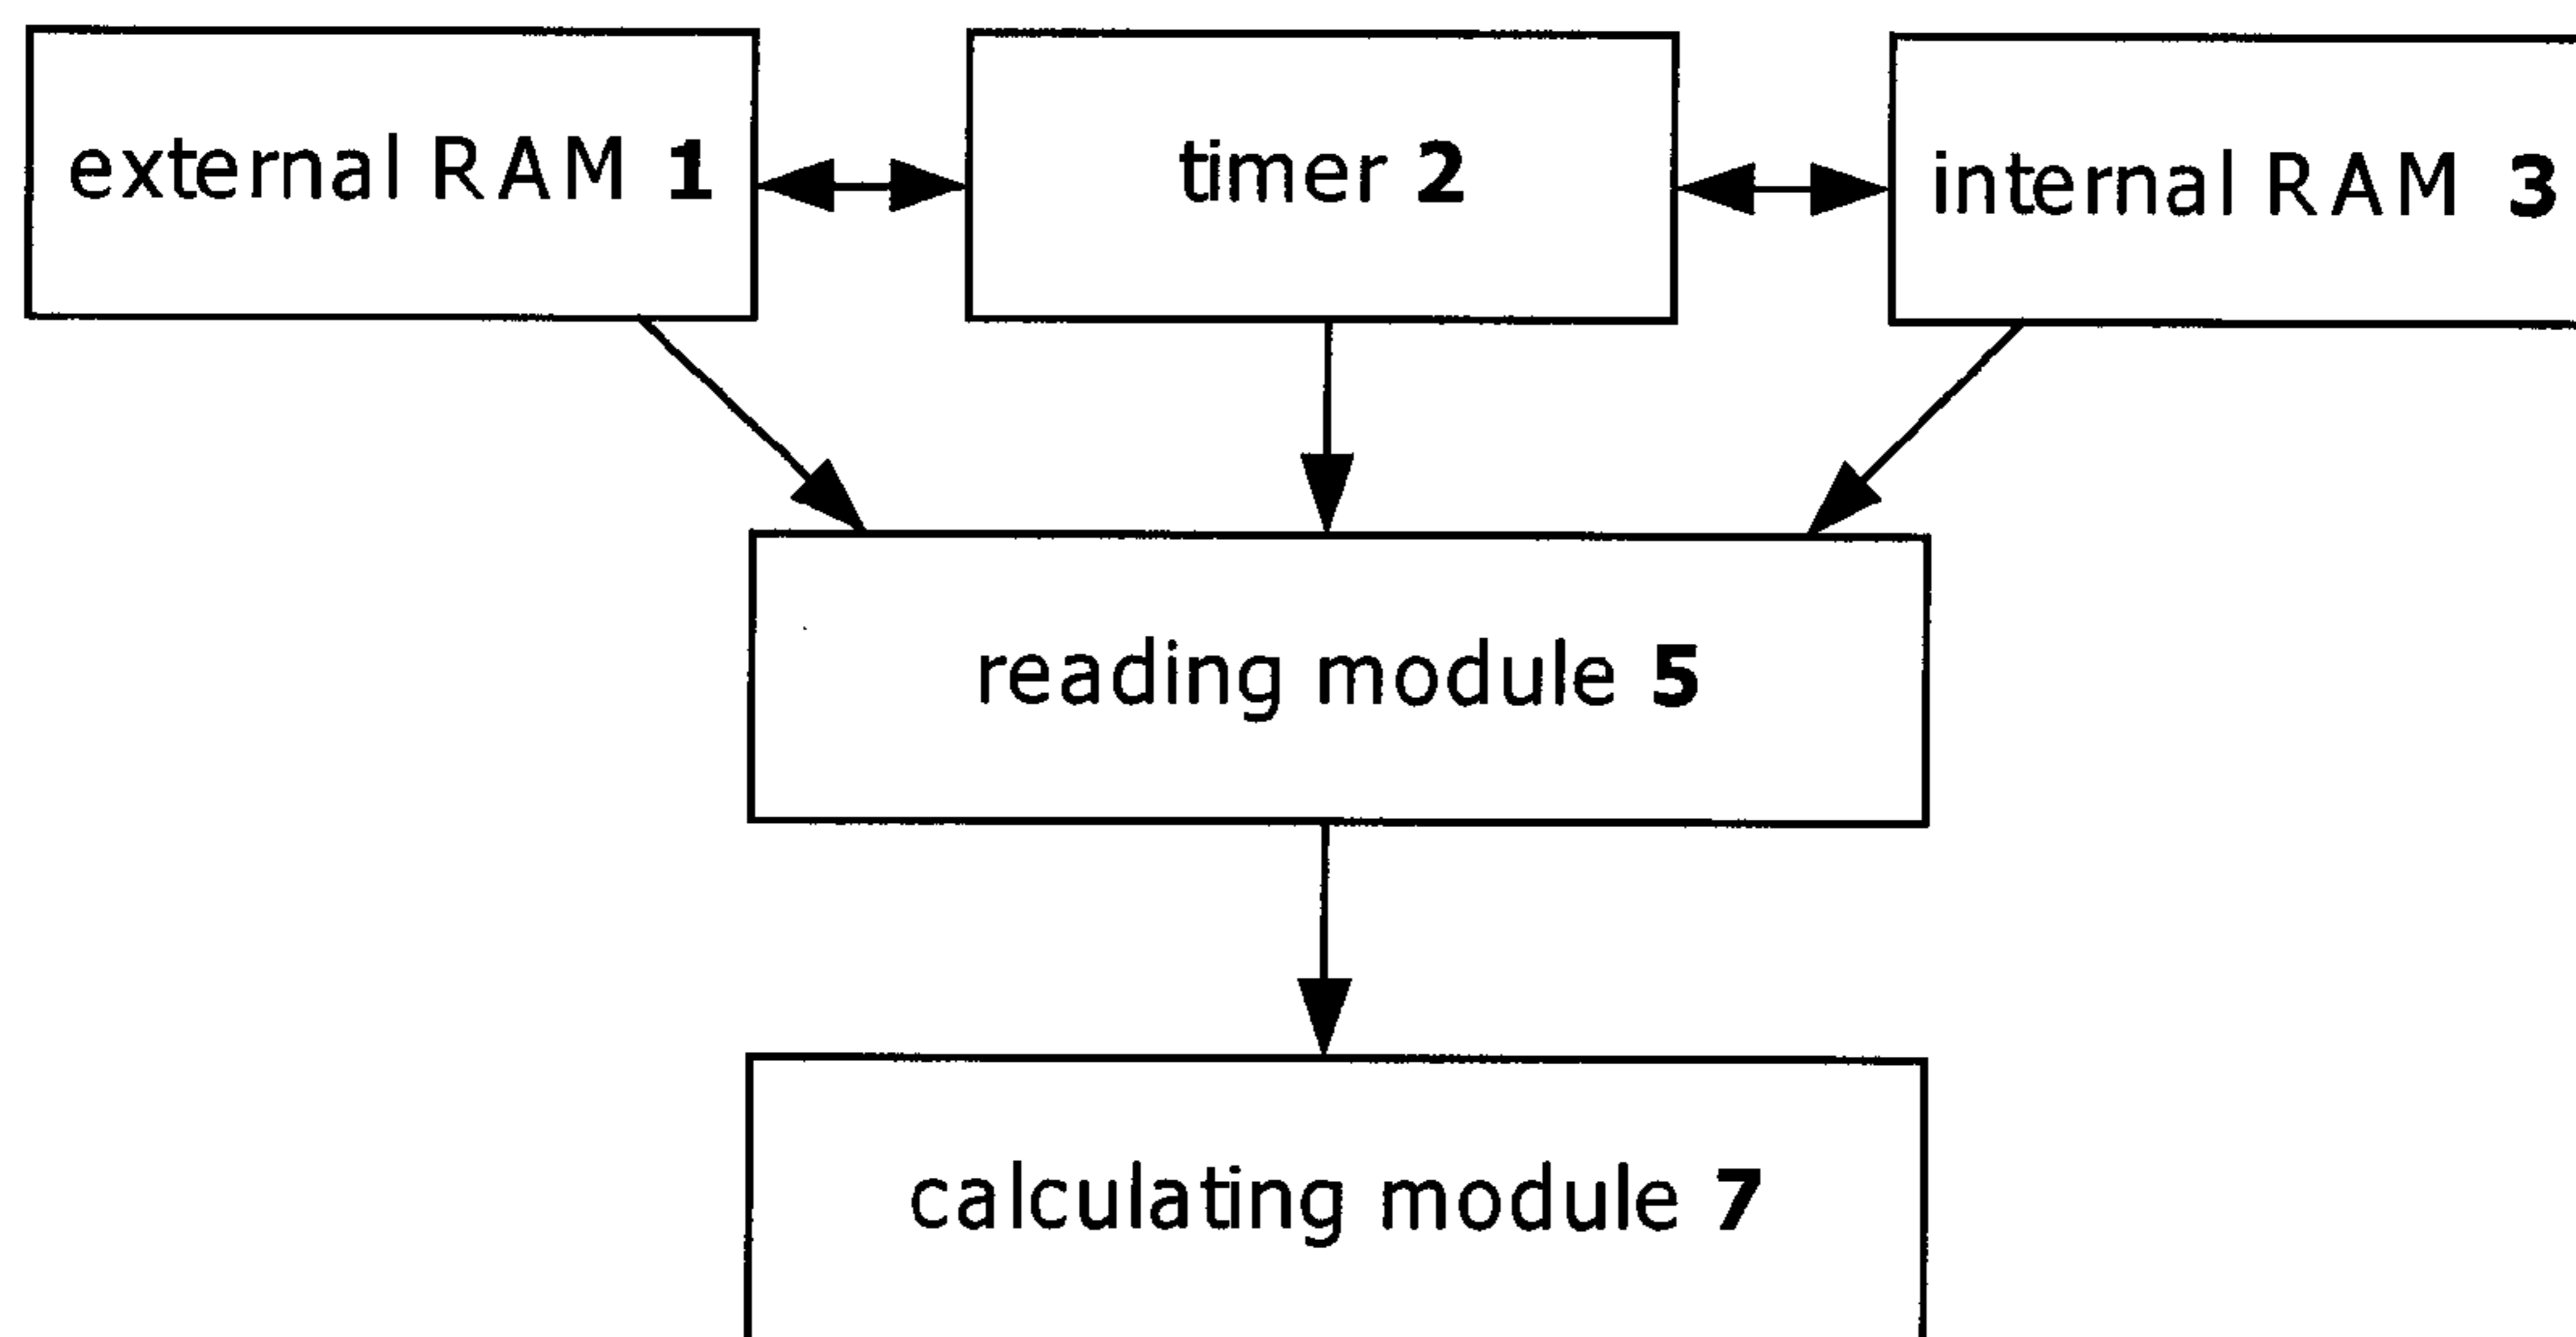 external RAM 1
timer 2
internal RAM 3
reading module 5
calculating module 7